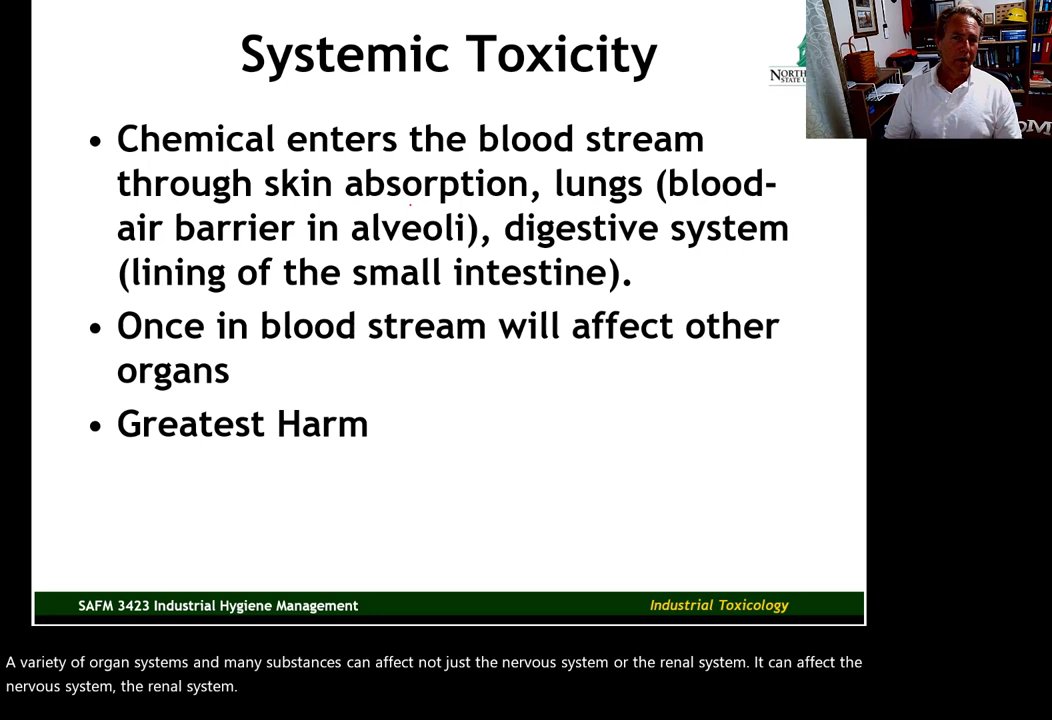 Systemic Toxicity
NORTH
STATE U
• Chemical enters the blood stream
through skin absorption, lungs (blood-
air barrier in alveoli), digestive system
(lining of the small intestine).
• Once in blood stream will affect other
organs
• Greatest Harm
SAFM 3423 Industrial Hygiene Management
Industrial Toxicology
A variety of organ systems and many substances can affect not just the nervous system or the renal system. It can affect the
nervous system, the renal system.